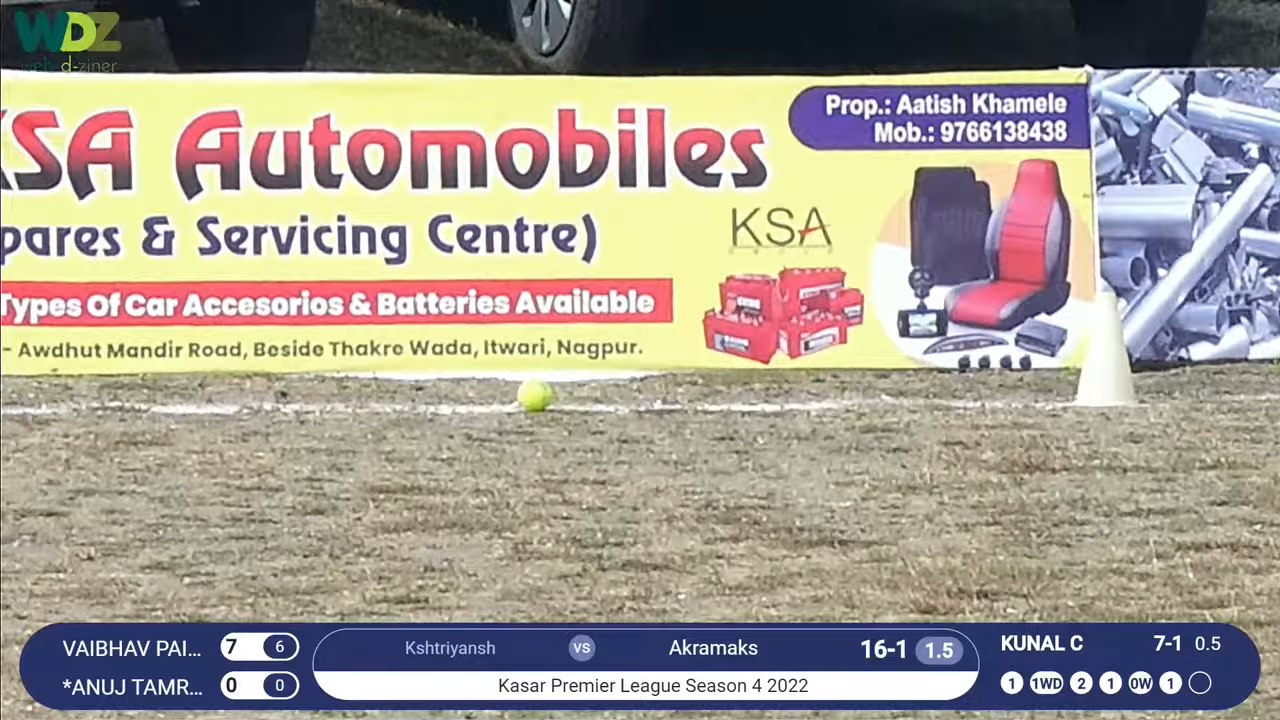 WDZ
web-d-ziner
KSA Automobiles
pares & Servicing Centre)
Types Of Car Accesorios & Batteries Available
- Awdhut Mandir Road, Beside Thakre Wada, Itwari, Nagpur.
Prop.: Aatish Khamele
Mob.: 9766138438
KSA
VAIBHAV PAI... 7 6
*ANUJ TAMR... 0 0
Kshtriyansh VS Akramaks 16-1 1.5
Kasar Premier League Season 4 2022
KUNAL C 7-1 0.5
1 1WD 2 1 0W 1